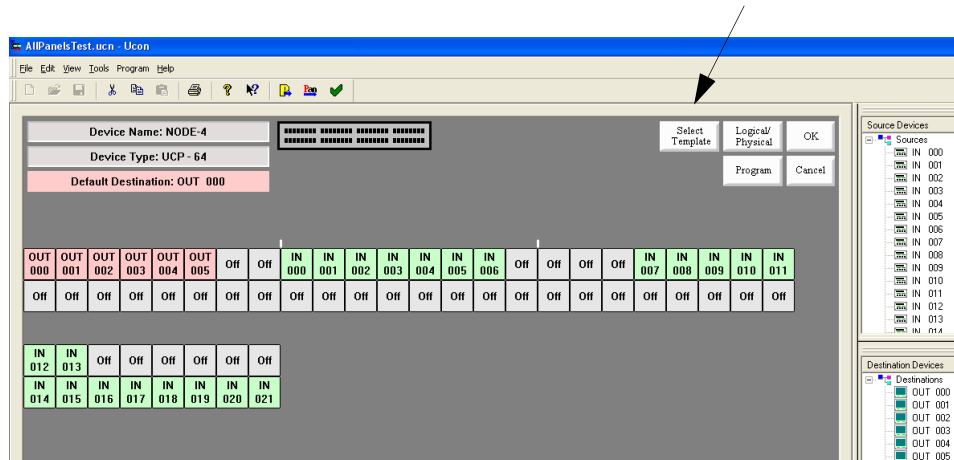 AllPanelsTest.ucn - Ucon
File Edit View Tools Program Help
Pan
Device Name: NODE-4
Device Type: UCP - 64
Default Destination: OUT 000
Select Template
Logical/ Physical
OK
Program
Cancel
OUT 000 OUT 001 OUT 002 OUT 003 OUT 004 OUT 005 Off Off IN 000 IN 001 IN 002 IN 003 IN 004 IN 005 IN 006 Off Off Off Off IN 007 IN 008 IN 009 IN 010 IN 011
Off Off Off Off Off Off Off Off Off Off Off Off Off Off Off Off Off Off Off Off Off Off Off Off
IN 012 IN 013 Off Off Off Off Off Off
IN 014 IN 015 IN 016 IN 017 IN 018 IN 019 IN 020 IN 021
Source Devices
Sources
IN 000
IN 001
IN 002
IN 003
IN 004
IN 005
IN 006
IN 007
IN 008
IN 009
IN 010
IN 011
IN 012
IN 013
IN 014
Destination Devices
Destinations
OUT 000
OUT 001
OUT 002
OUT 003
OUT 004
OUT 005